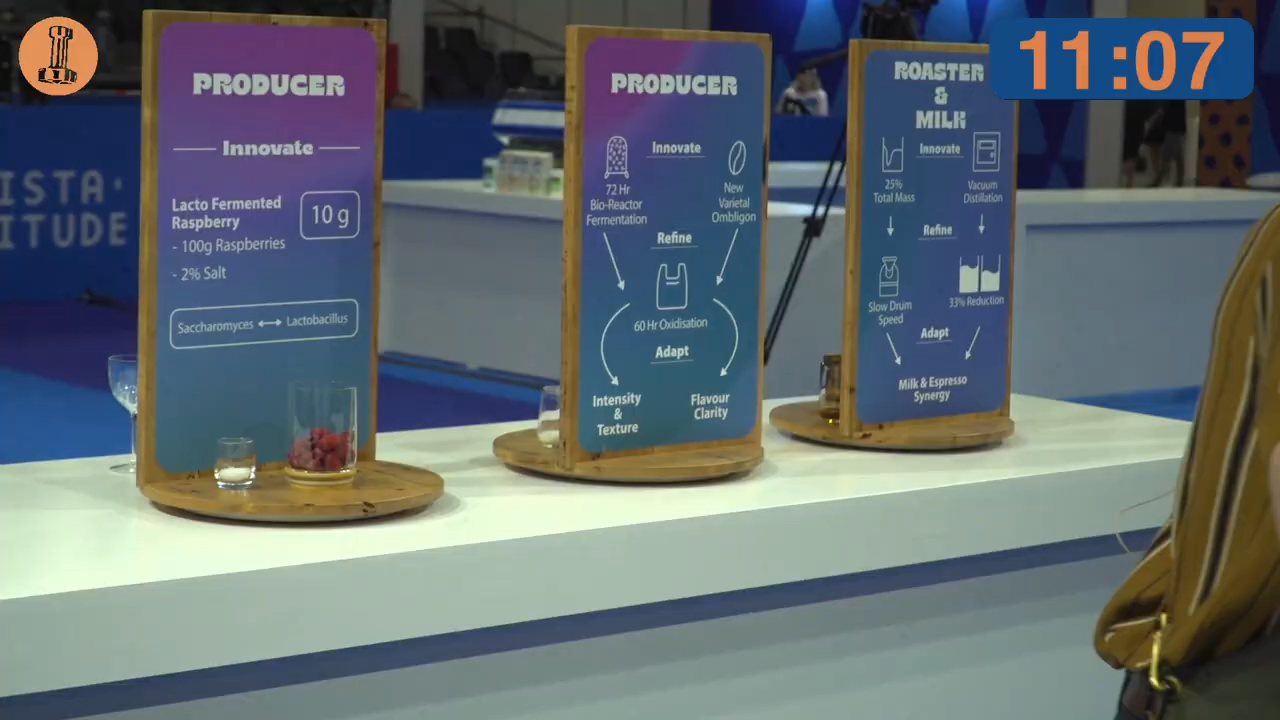 11:07
ISTA·
ITUDE
PRODUCER
Innovate
Lacto Fermented
Raspberry
10 g
- 100g Raspberries
- 2% Salt
Saccharomyces ⟷ Lactobacillus
PRODUCER
Innovate
72 Hr
Bio-Reactor
Fermentation
New
Varietal
Ombligon
Refine
60 Hr Oxidisation
Adapt
Intensity
&
Texture
Flavour
Clarity
ROASTER
&
MILK
Innovate
25%
Total Mass
Vacuum
Distillation
Refine
Slow Drum
Speed
33% Reduction
Adapt
Milk & Espresso
Synergy